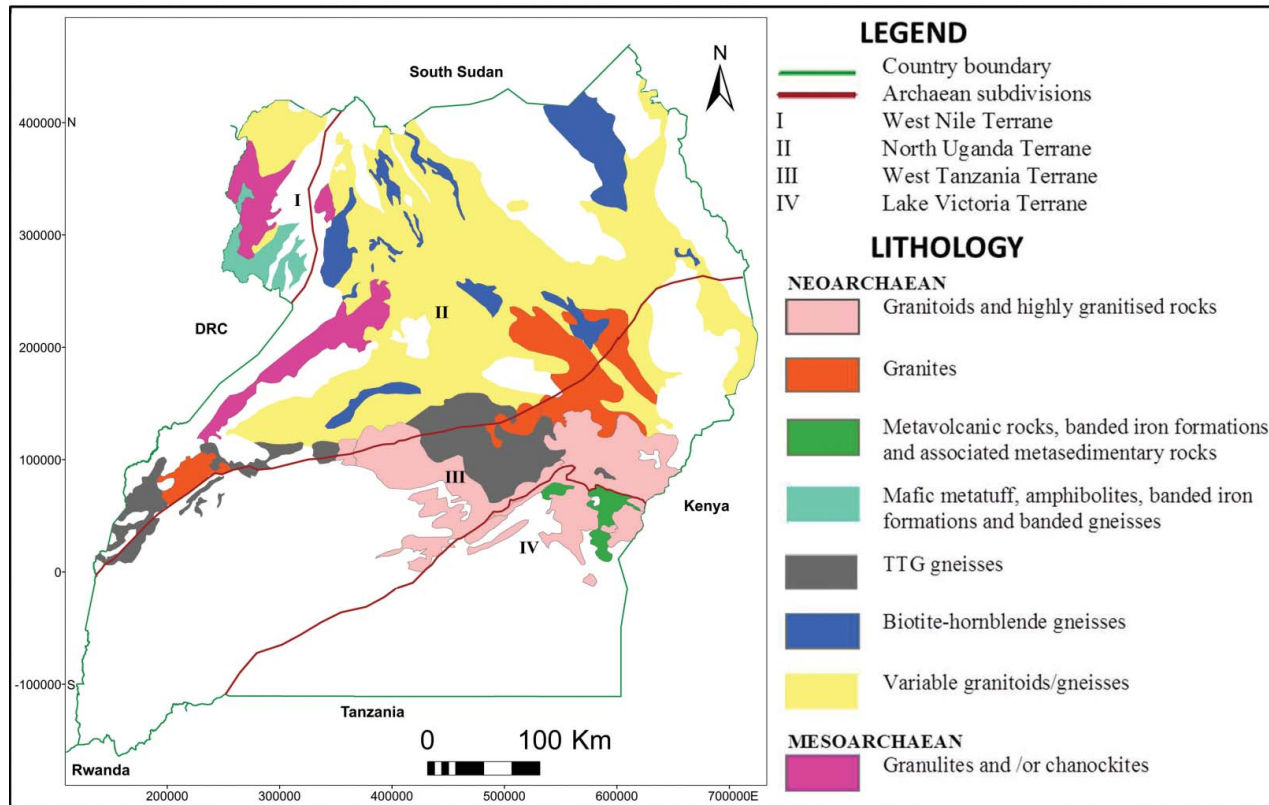 South Sudan
N
400000
N
300000
200000
100000
0
-100000
S
I
II
III
IV
DRC
Kenya
Tanzania
Rwanda
0 100 Km
200000 300000 400000 500000 600000 700000E
LEGEND
Country boundary
Archaean subdivisions
I West Nile Terrane
II North Uganda Terrane
III West Tanzania Terrane
IV Lake Victoria Terrane
LITHOLOGY
NEOARCHAEAN
Granitoids and highly granitised rocks
Granites
Metavolcanic rocks, banded iron formations
and associated metasedimentary rocks
Mafic metatuff, amphibolites, banded iron
formations and banded gneisses
TTG gneisses
Biotite-hornblende gneisses
Variable granitoids/gneisses
MESOARCHAEAN
Granulites and /or chanockites